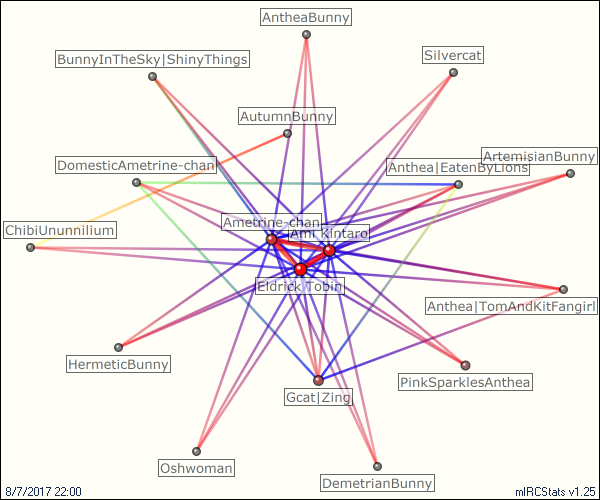 AntheaBunny
Silvercat
BunnyInTheSky|ShinyThings
AutumnBunny
ArtemisianBunny
DomesticAmetrine-chan
Anthea|EatenByLions
Ametrine-chan
Ami_Kintaro
ChibiUnunnilium
Eldrick_Tobin
Anthea|TomAndKitFangirl
HermeticBunny
PinkSparklesAnthea
Gcat|Zing
Oshwoman
DemetrianBunny
8/7/2017 22:00
mIRCStats v1.25